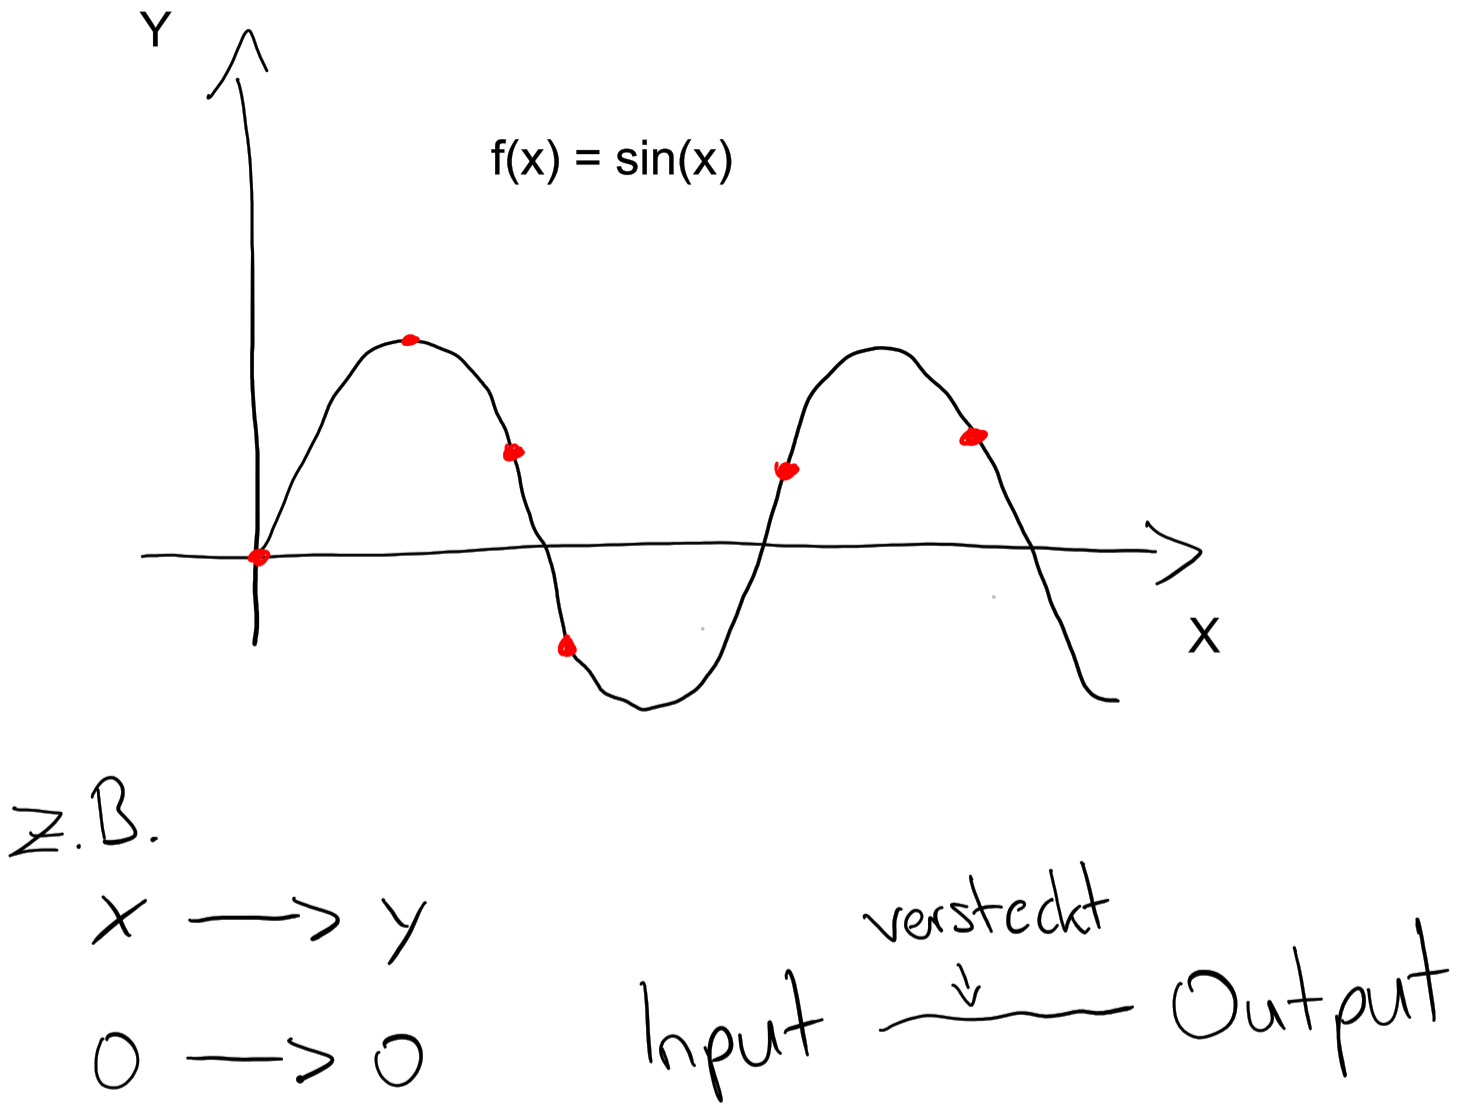 Y
f(x) = sin(x)
X
z.B.
x → y
0 → 0
versteckt
↓
Input — Output